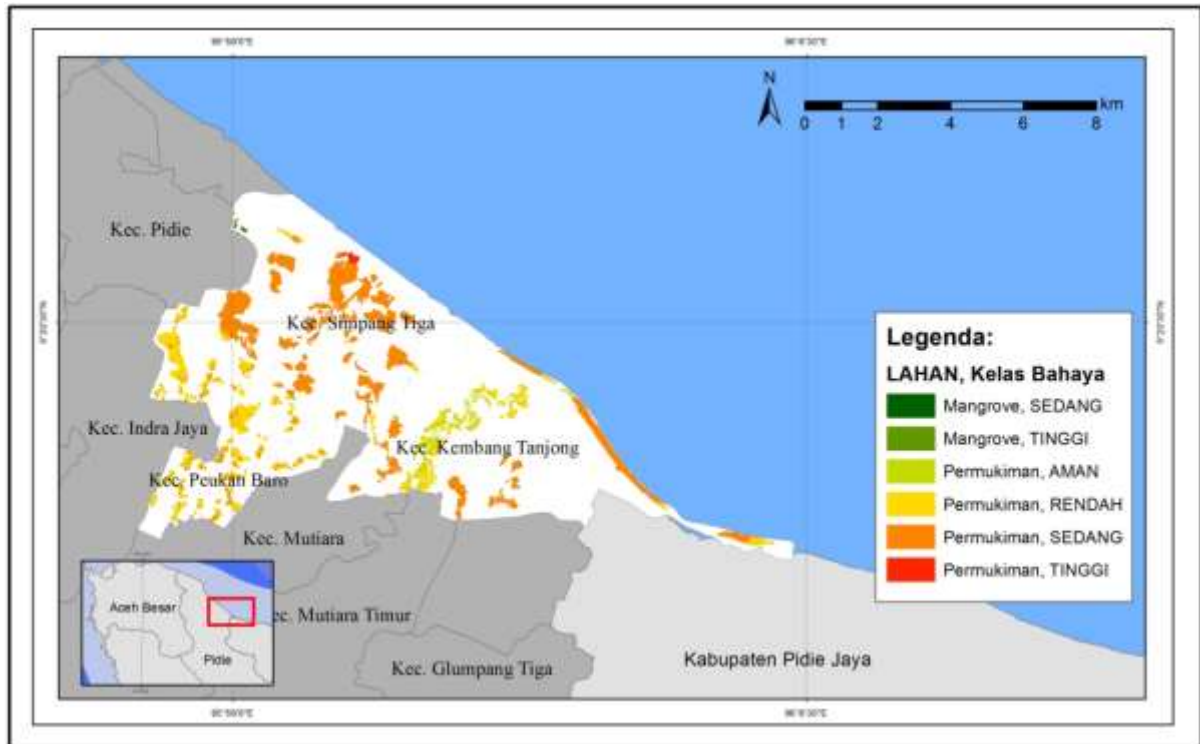 N
km
0 1 2 4 6 8
Kec. Pidie
Kec. Simpang Tiga
Legenda:
LAHAN, Kelas Bahaya
Mangrove, SEDANG
Mangrove, TINGGI
Permukiman, AMAN
Permukiman, RENDAH
Permukiman, SEDANG
Permukiman, TINGGI
Kec. Indra Jaya
Kec. Kembang Tanjong
Kec. Peukan Baro
Kec. Mutiara
Aceh Besar
Pidie
ec. Mutiara Timur
Kec. Glumpang Tiga
Kabupaten Pidie Jaya